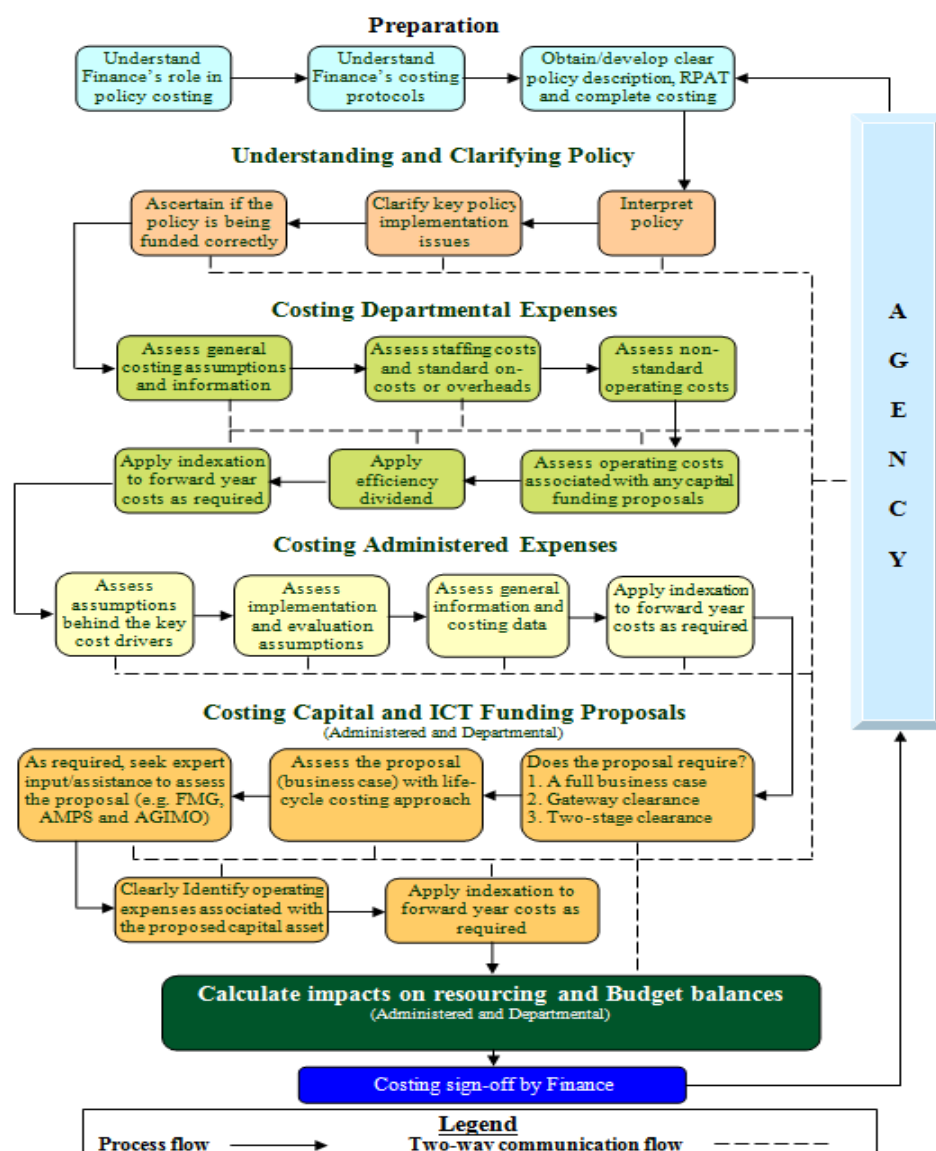 Preparation
Understand
Finance's role in
policy costing
Understand
Finance's costing
protocols
Obtain/develop clear
policy description, RPAT
and complete costing
Understanding and Clarifying Policy
Ascertain if the
policy is being
funded correctly
Clarify key policy
implementation
issues
Interpret
policy
Costing Departmental Expenses
Assess general
costing assumptions
and information
Assess staffing costs
and standard on-
costs or overheads
Assess non-
standard
operating costs
Apply indexation
to forward year
costs as required
Apply
efficiency
dividend
Assess operating costs
associated with any capital
funding proposals
Costing Administered Expenses
Assess
assumptions
behind the key
cost drivers
Assess
implementation
and evaluation
assumptions
Assess general
information and
costing data
Apply indexation
to forward year
costs as required
Costing Capital and ICT Funding Proposals
(Administered and Departmental)
As required, seek expert
input/assistance to assess
the proposal (e.g. FMG,
AMPS and AGIMO)
Assess the proposal
(business case) with life-
cycle costing approach
Does the proposal require?
1. A full business case
2. Gateway clearance
3. Two-stage clearance
Clearly Identify operating
expenses associated with
the proposed capital asset
Apply indexation to
forward year costs as
required
Calculate impacts on resourcing and Budget balances
(Administered and Departmental)
Costing sign-off by Finance
A
G
E
N
C
Y
Legend
Process flow
Two-way communication flow